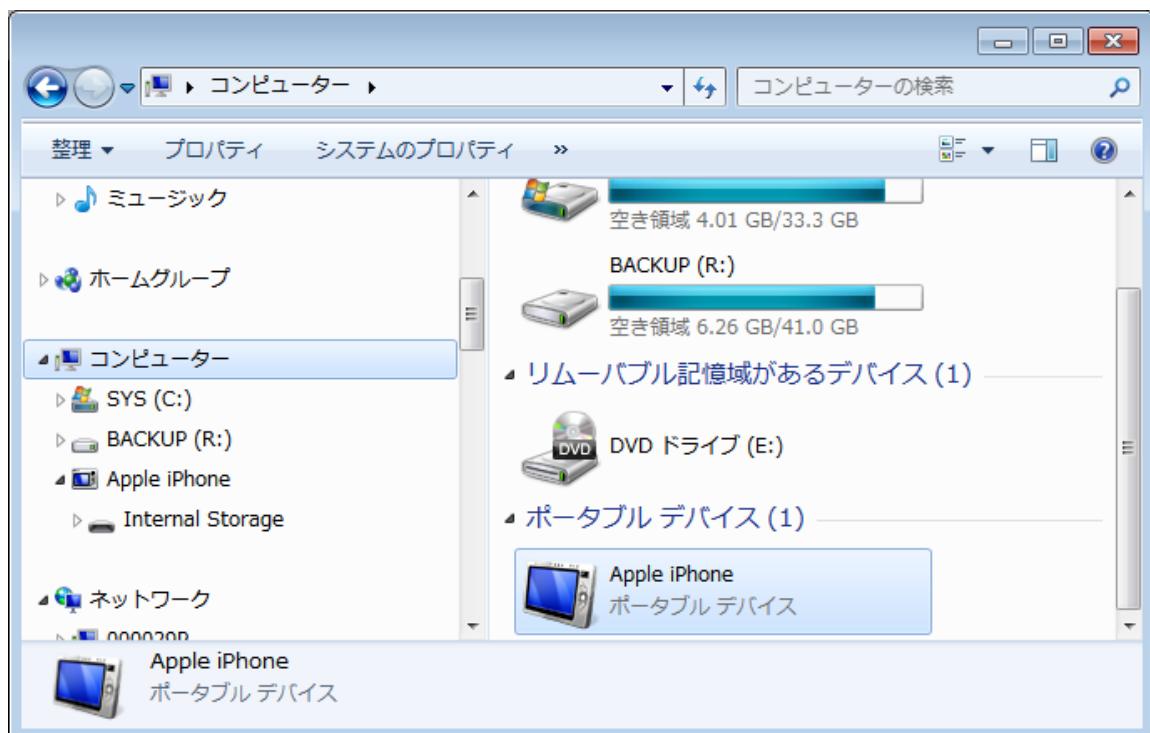 コンピューター
コンピューターの検索
整理 プロパティ システムのプロパティ »
ミュージック
ホームグループ
コンピューター
SYS (C:)
BACKUP (R:)
Apple iPhone
Internal Storage
ネットワーク
空き領域 4.01 GB/33.3 GB
BACKUP (R:)
空き領域 6.26 GB/41.0 GB
リムーバブル記憶域があるデバイス (1)
DVD
DVD ドライブ (E:)
ポータブル デバイス (1)
Apple iPhone
ポータブル デバイス
Apple iPhone
ポータブル デバイス